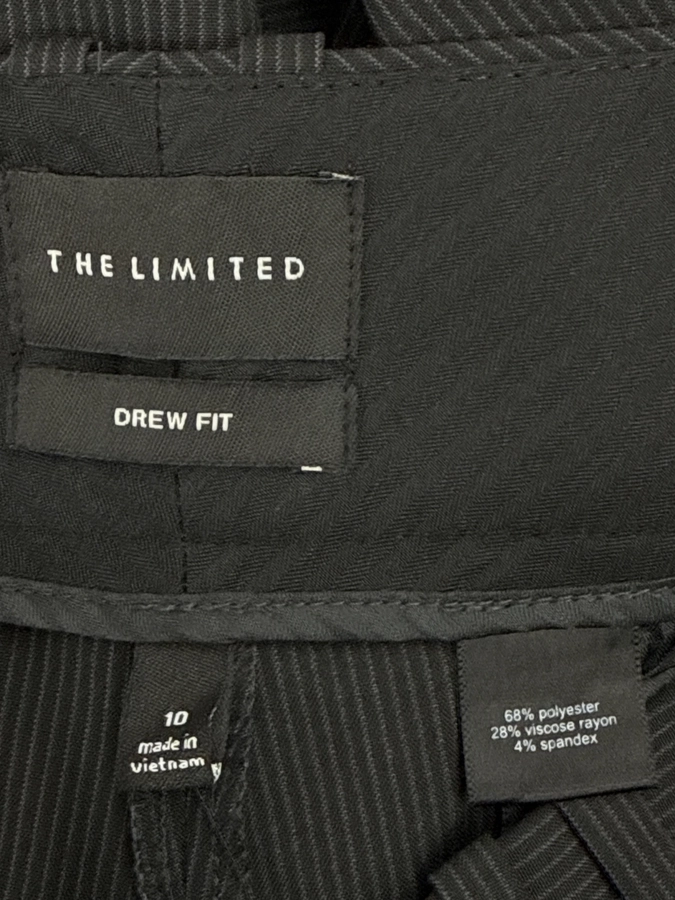 THE LIMITED
DREW FIT
10
made in
vietnam
68% polyester
28% viscose rayon
4% spandex